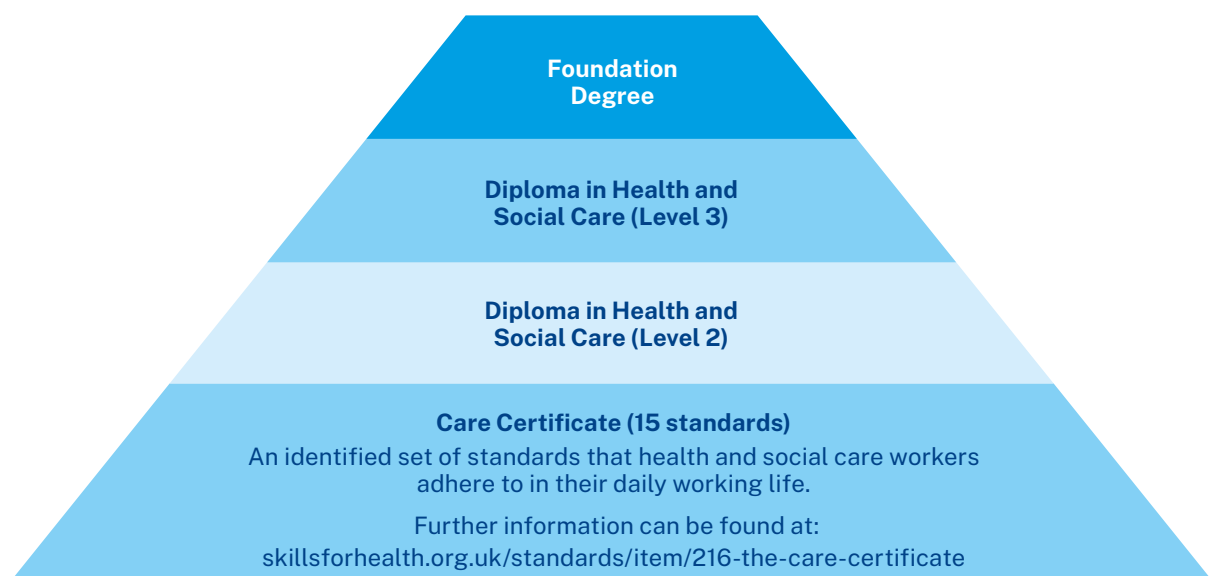 Foundation
Degree
Diploma in Health and
Social Care (Level 3)
Diploma in Health and
Social Care (Level 2)
Care Certificate (15 standards)
An identified set of standards that health and social care workers
adhere to in their daily working life.
Further information can be found at:
skillsforhealth.org.uk/standards/item/216-the-care-certificate